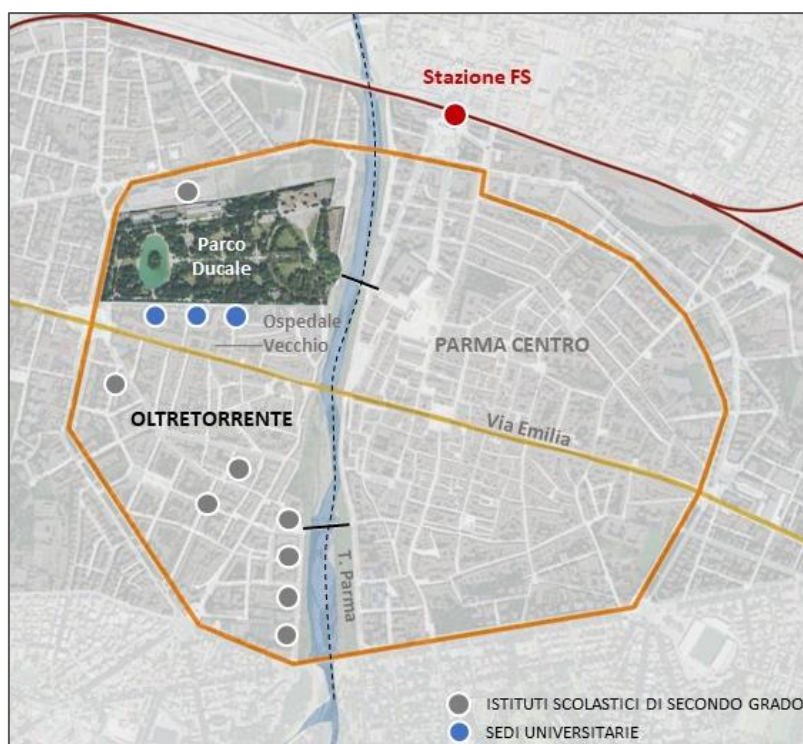 Stazione FS
Parco
Ducale
Ospedale
Vecchio
PARMA CENTRO
OLTRETORRENTE
Via Emilia
T. Parma
ISTITUTI SCOLASTICI DI SECONDO GRADO
SEDI UNIVERSITARIE